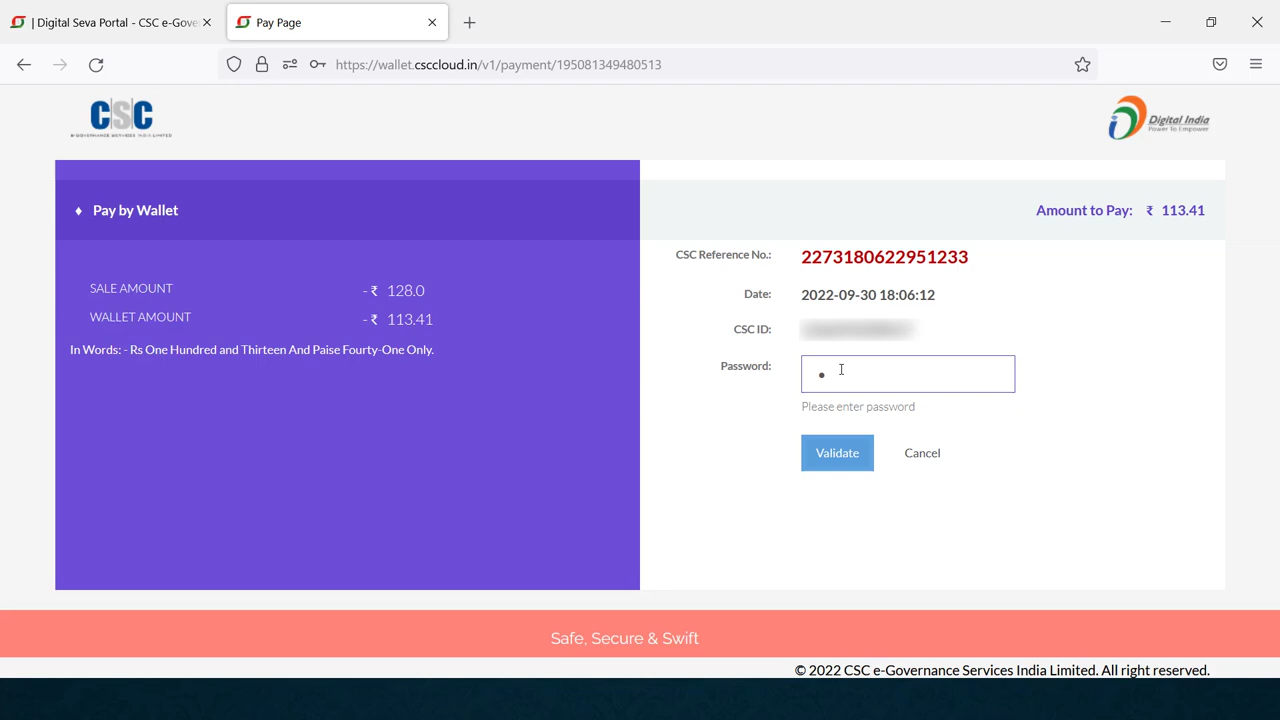 | Digital Seva Portal - CSC e-Gove
Pay Page
https://wallet.csccloud.in/v1/payment/195081349480513
CSC
E-GOVERNANCE SERVICES INDIA LIMITED
Digital India
Power To Empower
Pay by Wallet
Amount to Pay: ₹ 113.41
SALE AMOUNT - ₹ 128.0
WALLET AMOUNT - ₹ 113.41
In Words: - Rs One Hundred and Thirteen And Paise Fourty-One Only.
CSC Reference No.: 2273180622951233
Date: 2022-09-30 18:06:12
CSC ID:
Password:
Please enter password
Validate Cancel
Safe, Secure & Swift
© 2022 CSC e-Governance Services India Limited. All right reserved.